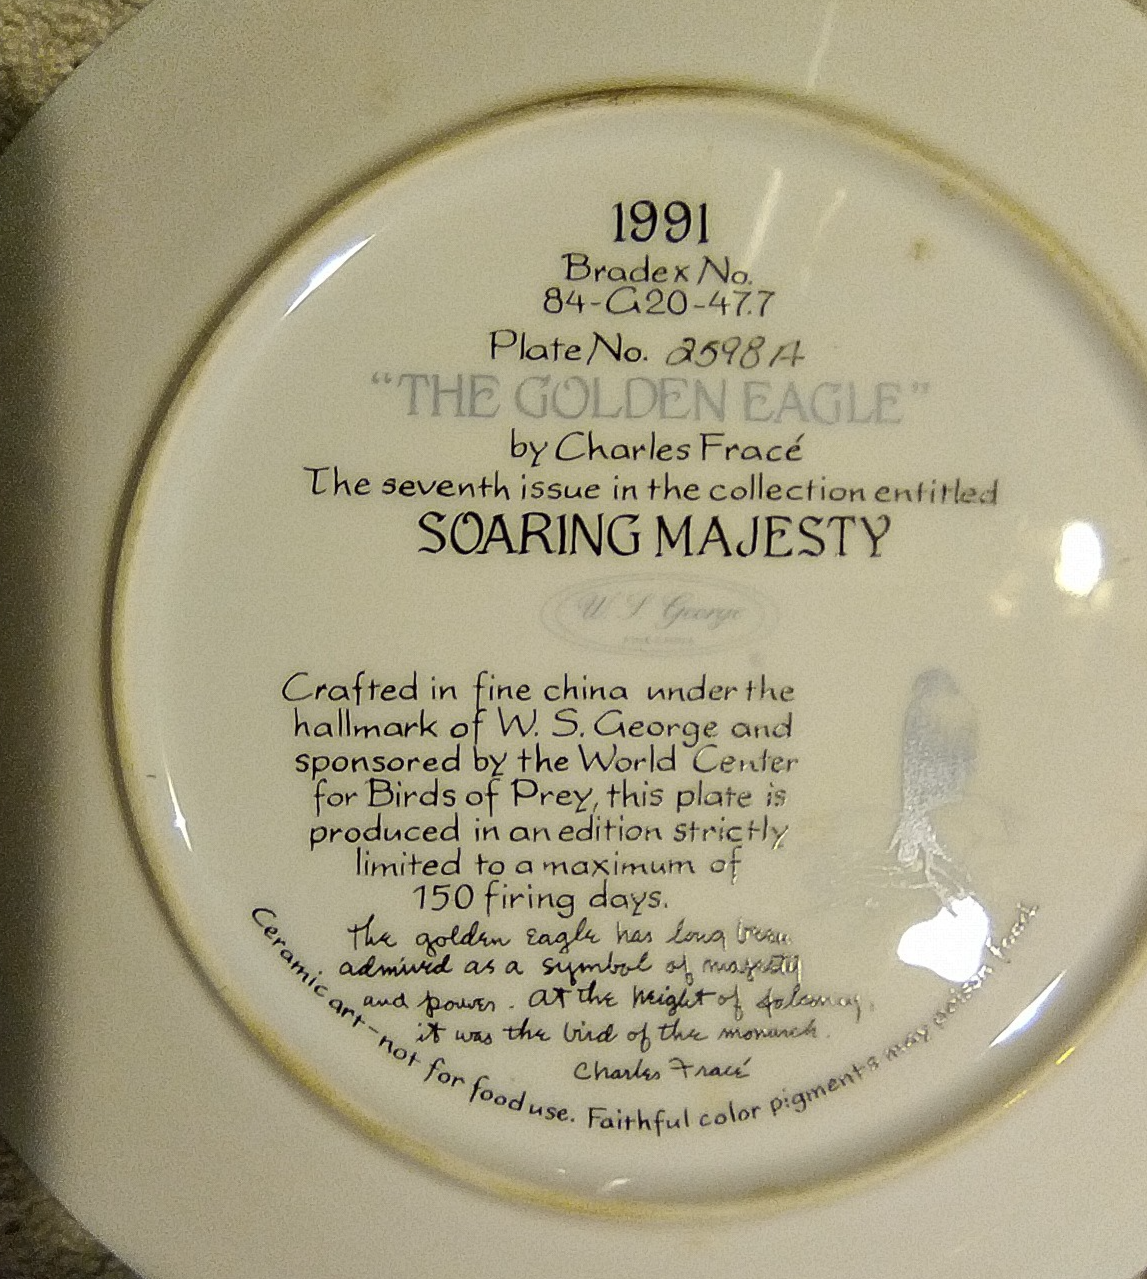 1991
Bradex No.
84-G20-47.7
Plate No. 2598A
"THE GOLDEN EAGLE"
by Charles Fracé
The seventh issue in the collection entitled
SOARING MAJESTY
W. S. George
FINE CHINA
Crafted in fine china under the
hallmark of W. S. George and
sponsored by the World Center
for Birds of Prey, this plate is
produced in an edition strictly
limited to a maximum of
150 firing days.
The golden eagle has long been
admired as a symbol of majesty
and power. At the height of falconry,
it was the bird of the monarch.
Charles Fracé
Ceramic art-not for food use. Faithful color pigments may poison food.